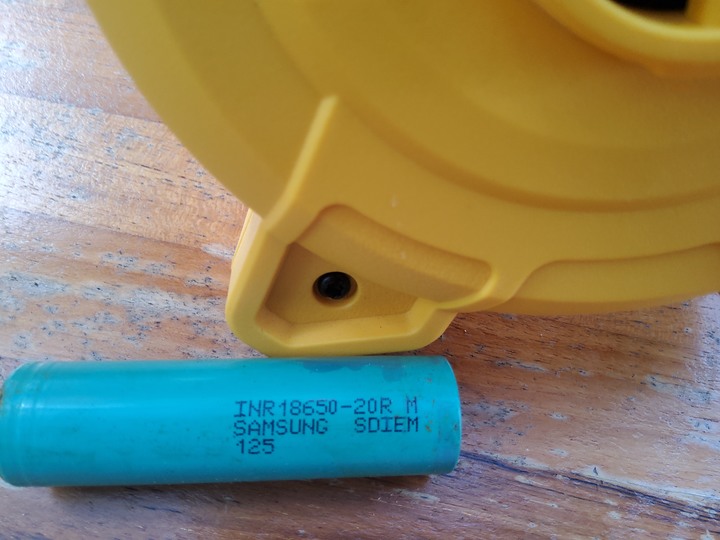 INR18650-20R M
SAMSUNG SDIEM
125